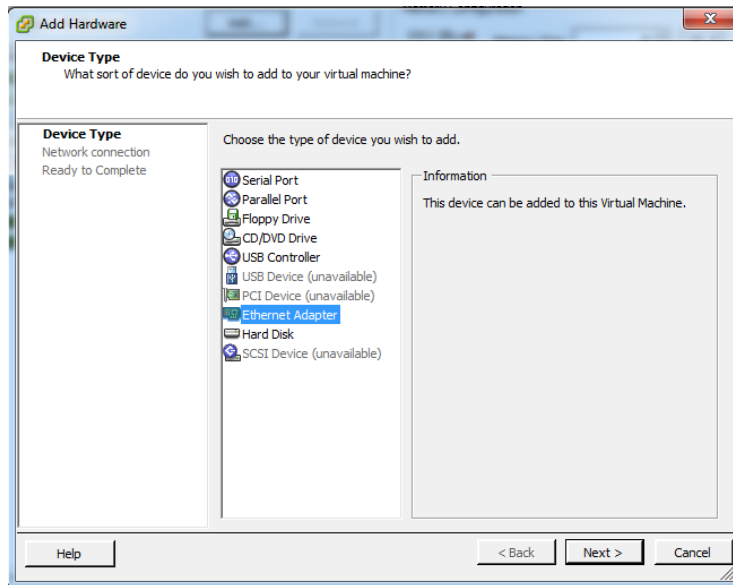 Add Hardware
Device Type
What sort of device do you wish to add to your virtual machine?
Device Type
Network connection
Ready to Complete
Choose the type of device you wish to add.
Serial Port
Parallel Port
Floppy Drive
CD/DVD Drive
USB Controller
USB Device (unavailable)
PCI Device (unavailable)
Ethernet Adapter
Hard Disk
SCSI Device (unavailable)
Information
This device can be added to this Virtual Machine.
Help
< Back
Next >
Cancel